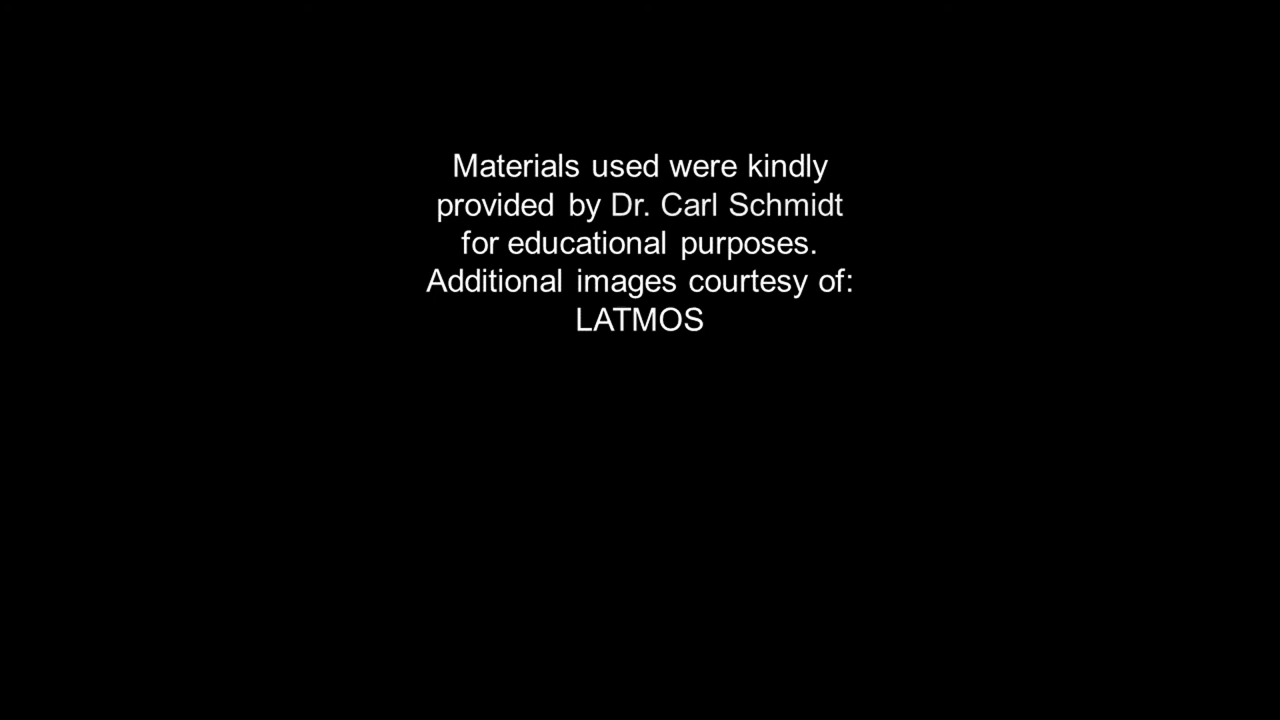 Materials used were kindly
provided by Dr. Carl Schmidt
for educational purposes.
Additional images courtesy of:
LATMOS